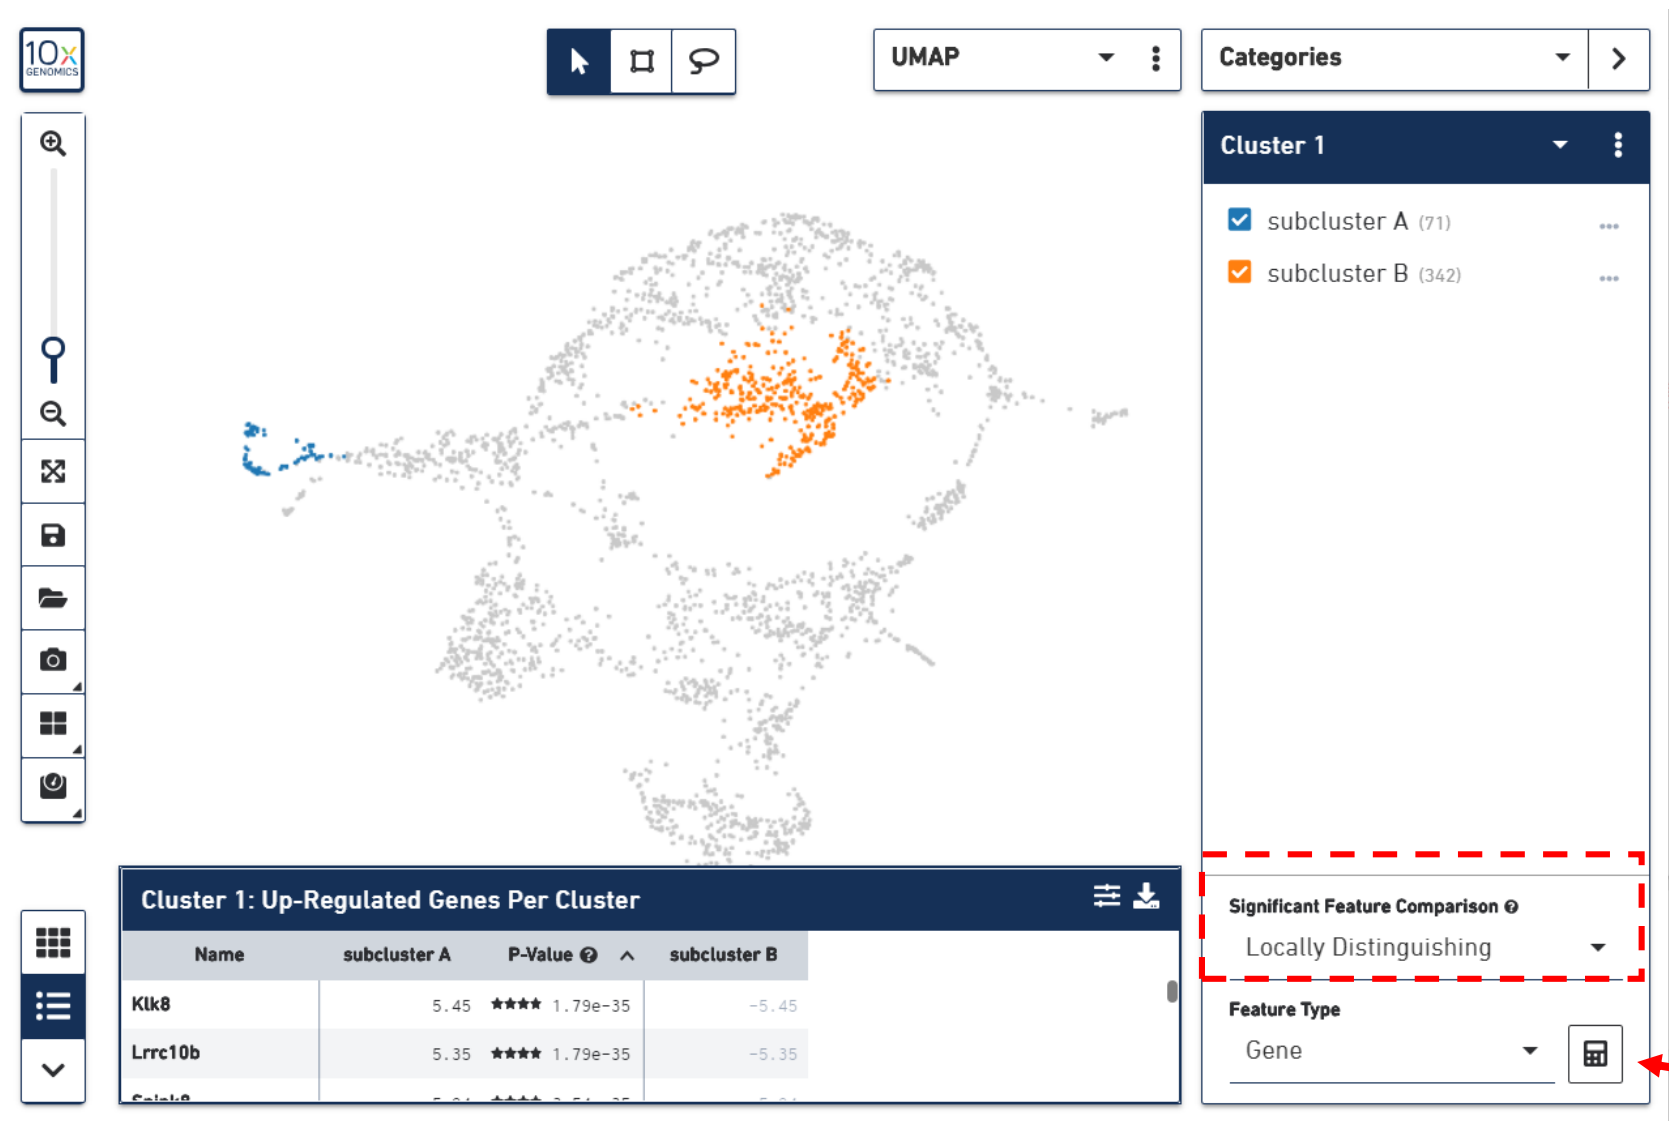 10x
GENOMICS
UMAP
Categories
Cluster 1
subcluster A (71)
subcluster B (342)
Cluster 1: Up-Regulated Genes Per Cluster
Name subcluster A P-Value subcluster B
Klk8 5.45 ★★★★ 1.79e-35 -5.45
Lrrc10b 5.35 ★★★★ 1.79e-35 -5.35
Significant Feature Comparison
Locally Distinguishing
Feature Type
Gene